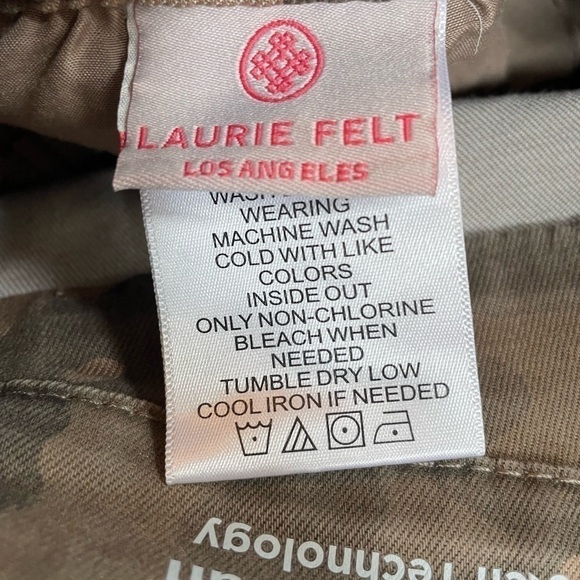 LAURIE FELT
LOS ANGELES
WEARING
MACHINE WASH
COLD WITH LIKE
COLORS
INSIDE OUT
ONLY NON-CHLORINE
BLEACH WHEN
NEEDED
TUMBLE DRY LOW
COOL IRON IF NEEDED
Technology